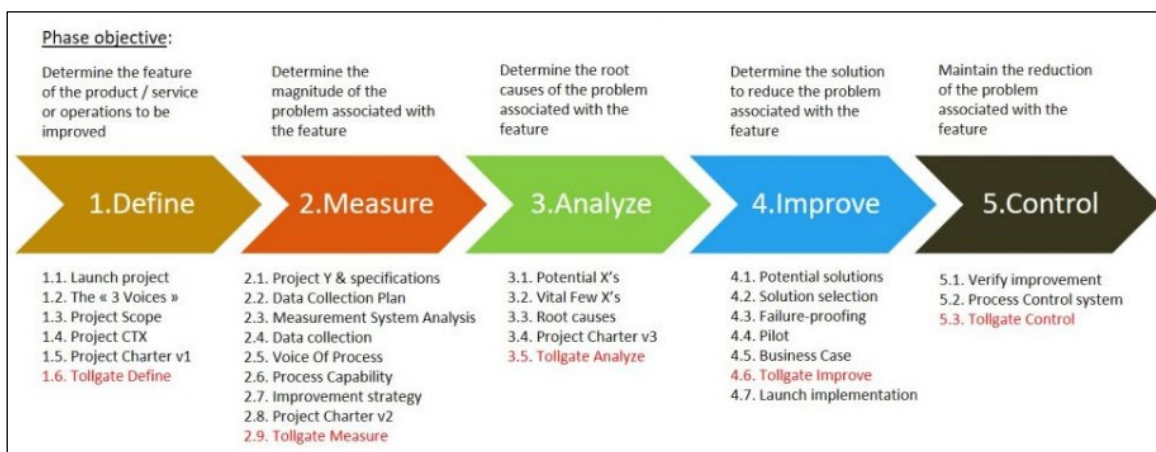 Phase objective:
Determine the feature
of the product / service
or operations to be
improved
Determine the
magnitude of the
problem associated with
the feature
Determine the root
causes of the problem
associated with the
feature
Determine the solution
to reduce the problem
associated with the
feature
Maintain the reduction
of the problem
associated with the
feature
1.Define
2.Measure
3.Analyze
4.Improve
5.Control
1.1. Launch project
1.2. The « 3 Voices »
1.3. Project Scope
1.4. Project CTX
1.5. Project Charter v1
1.6. Tollgate Define
2.1. Project Y & specifications
2.2. Data Collection Plan
2.3. Measurement System Analysis
2.4. Data collection
2.5. Voice Of Process
2.6. Process Capability
2.7. Improvement strategy
2.8. Project Charter v2
2.9. Tollgate Measure
3.1. Potential X's
3.2. Vital Few X's
3.3. Root causes
3.4. Project Charter v3
3.5. Tollgate Analyze
4.1. Potential solutions
4.2. Solution selection
4.3. Failure-proofing
4.4. Pilot
4.5. Business Case
4.6. Tollgate Improve
4.7. Launch implementation
5.1. Verify improvement
5.2. Process Control system
5.3. Tollgate Control